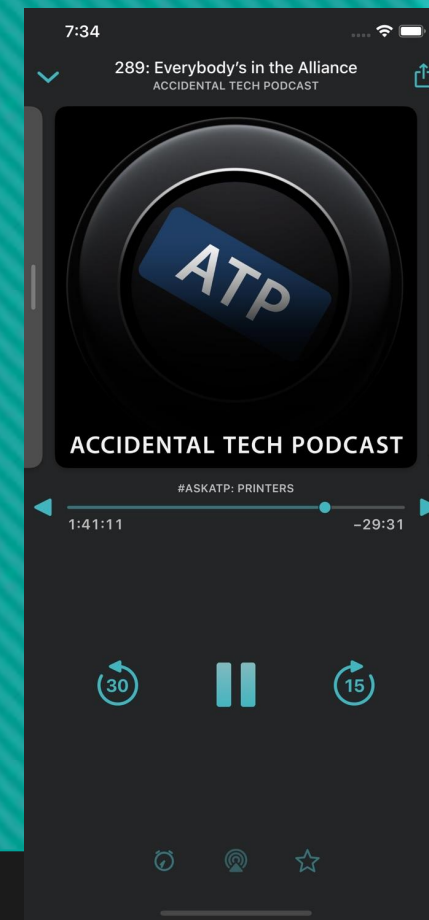 7:34
289: Everybody’s in the Alliance
ACCIDENTAL TECH PODCAST
ATP
ACCIDENTAL TECH PODCAST
#ASKATP: PRINTERS
1:41:11 −29:31
30 15